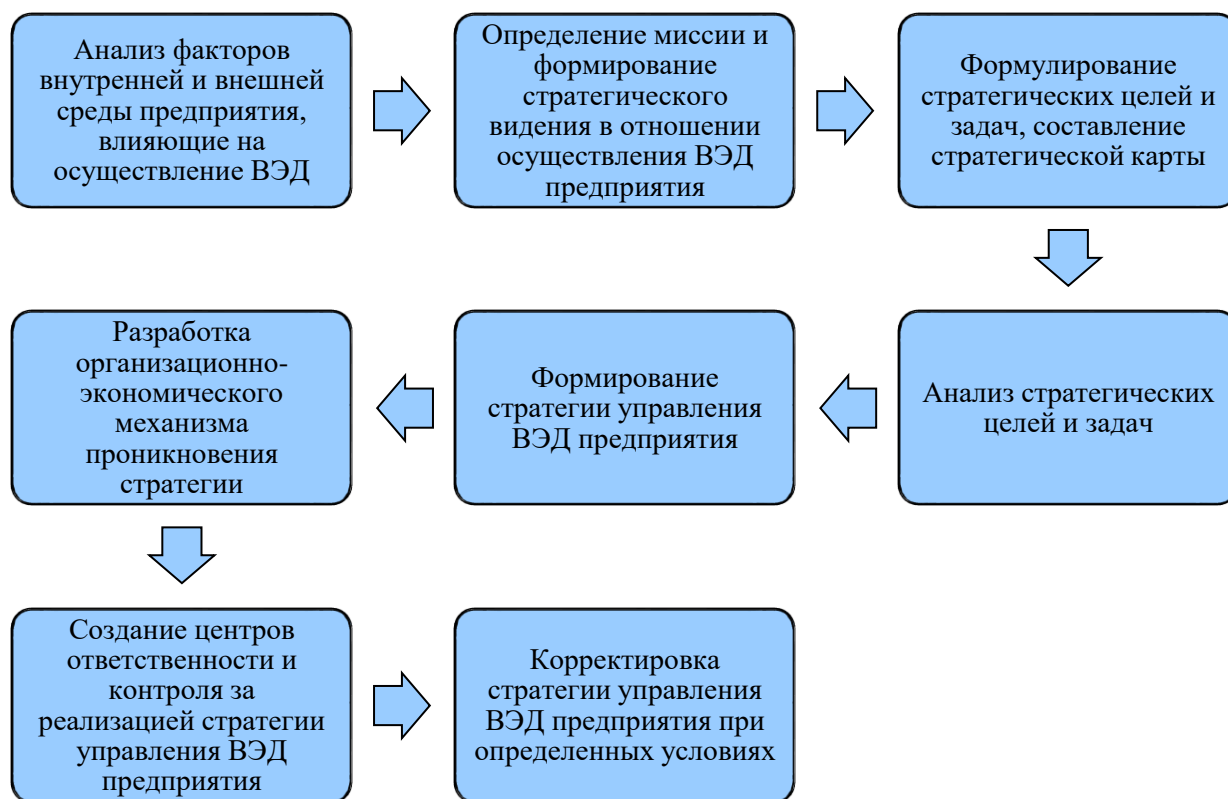 Анализ факторов
внутренней и внешней
среды предприятия,
влияющие на
осуществление ВЭД
Определение миссии и
формирование
стратегического
видения в отношении
осуществления ВЭД
предприятия
Формулирование
стратегических целей и
задач, составление
стратегической карты
Анализ стратегических
целей и задач
Формирование
стратегии управления
ВЭД предприятия
Разработка
организационно-
экономического
механизма
проникновения
стратегии
Создание центров
ответственности и
контроля за
реализацией стратегии
управления ВЭД
предприятия
Корректировка
стратегии управления
ВЭД предприятия при
определенных условиях